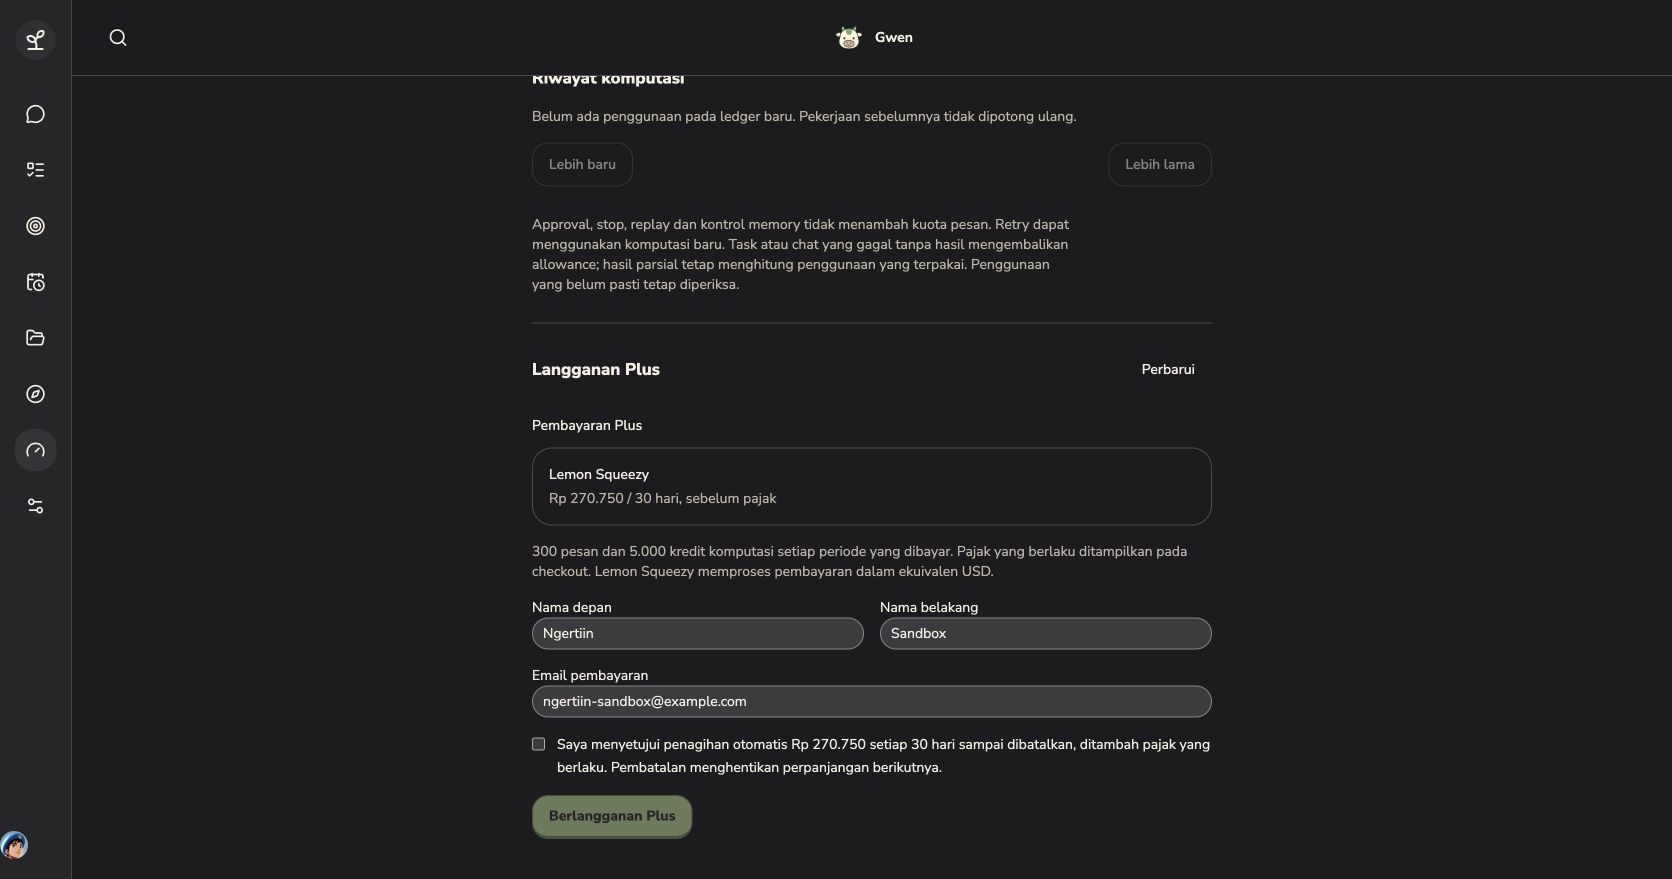 Gwen
Riwayat komputasi
Belum ada penggunaan pada ledger baru. Pekerjaan sebelumnya tidak dipotong ulang.
Lebih baru
Lebih lama
Approval, stop, replay dan kontrol memory tidak menambah kuota pesan. Retry dapat
menggunakan komputasi baru. Task atau chat yang gagal tanpa hasil mengembalikan
allowance; hasil parsial tetap menghitung penggunaan yang terpakai. Penggunaan
yang belum pasti tetap diperiksa.
Langganan Plus
Perbarui
Pembayaran Plus
Lemon Squeezy
Rp 270.750 / 30 hari, sebelum pajak
300 pesan dan 5.000 kredit komputasi setiap periode yang dibayar. Pajak yang berlaku ditampilkan pada
checkout. Lemon Squeezy memproses pembayaran dalam ekuivalen USD.
Nama depan
Nama belakang
Ngertiin
Sandbox
Email pembayaran
ngertiin-sandbox@example.com
Saya menyetujui penagihan otomatis Rp 270.750 setiap 30 hari sampai dibatalkan, ditambah pajak yang
berlaku. Pembatalan menghentikan perpanjangan berikutnya.
Berlangganan Plus